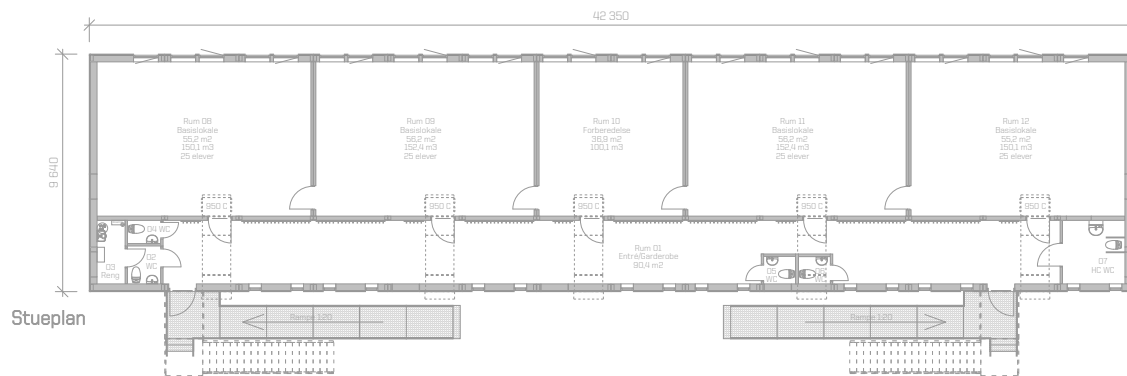 42 350
9 640
Rum 08
Basislokale
55,2 m2
150,1 m3
25 elever
Rum 09
Basislokale
56,2 m2
152,4 m3
25 elever
Rum 10
Forberedelse
36,9 m2
100,1 m3
Rum 11
Basislokale
56,2 m2
152,4 m3
25 elever
Rum 12
Basislokale
55,2 m2
150,1 m3
25 elever
950 C
950 C
950 C
950 C
950 C
04 WC
02
WC
03
Reng
Rum 01
Entré/Garderobe
90,4 m2
05
WC
06
WC
07
HC WC
Stueplan
Rampe 1:20
Rampe 1:20